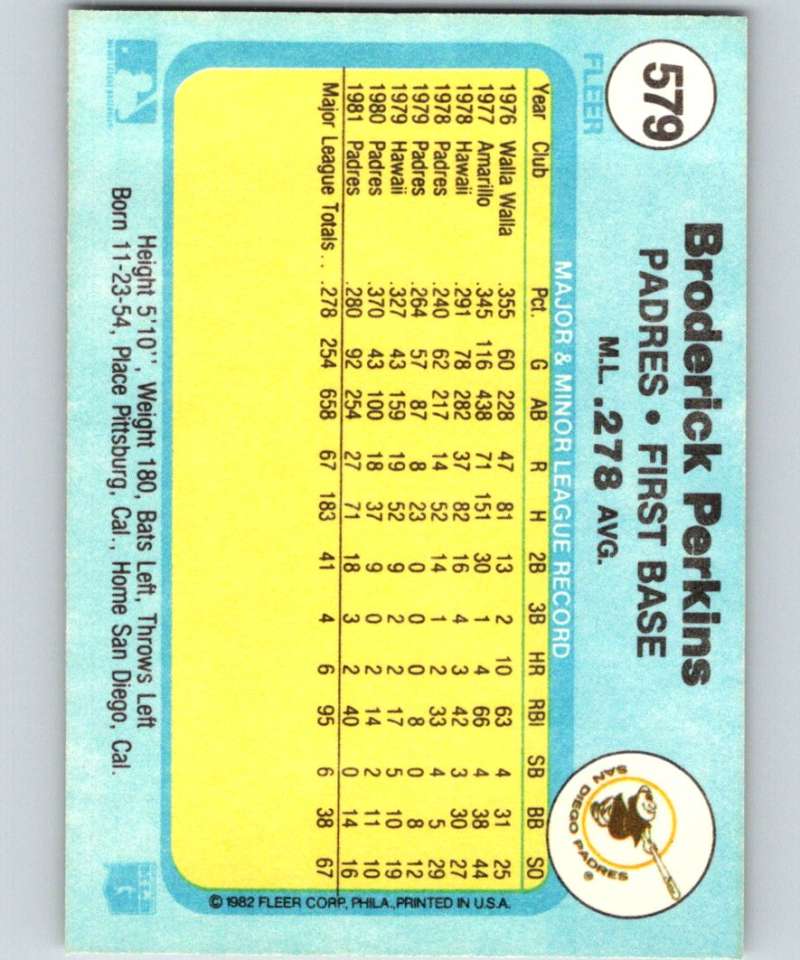 579
FLEER
Broderick Perkins
PADRES • FIRST BASE
M.L. .278 AVG.
SAN DIEGO PADRES ®
MAJOR & MINOR LEAGUE RECORD
Year Club Pct. G AB R H 2B 3B HR RBI SB BB SO
1976 Walla Walla .355 60 228 47 81 13 2 10 63 4 31 25
1977 Amarillo .345 116 438 71 151 30 1 4 66 4 38 44
1978 Hawaii .291 78 282 37 82 16 4 3 42 3 30 27
1978 Padres .240 62 217 14 52 14 1 2 33 4 5 29
1979 Padres .264 57 87 8 23 0 0 0 8 0 8 12
1979 Hawaii .327 43 159 19 52 9 2 2 17 5 10 19
1980 Padres .370 43 100 18 37 9 0 2 14 2 11 10
1981 Padres .280 92 254 27 71 18 3 2 40 0 14 16
Major League Totals . . .278 254 658 67 183 41 4 6 95 6 38 67
© 1982 FLEER CORP., PHILA., PRINTED IN U.S.A.
Height 5'10", Weight 180, Bats Left, Throws Left
Born 11-23-54, Place Pittsburg, Cal., Home San Diego, Cal.